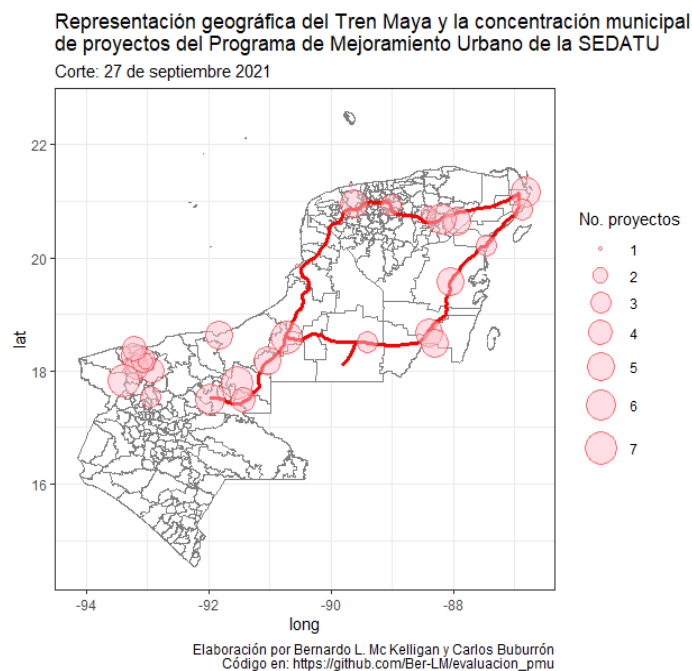 Representación geográfica del Tren Maya y la concentración municipal
de proyectos del Programa de Mejoramiento Urbano de la SEDATU
Corte: 27 de septiembre 2021
22
20
18
16
lat
-94
-92
-90
-88
long
No. proyectos
1
2
3
4
5
6
7
Elaboración por Bernardo L. Mc Kelligan y Carlos Buburrón
Código en: https://github.com/Ber-LM/evaluacion_pmu